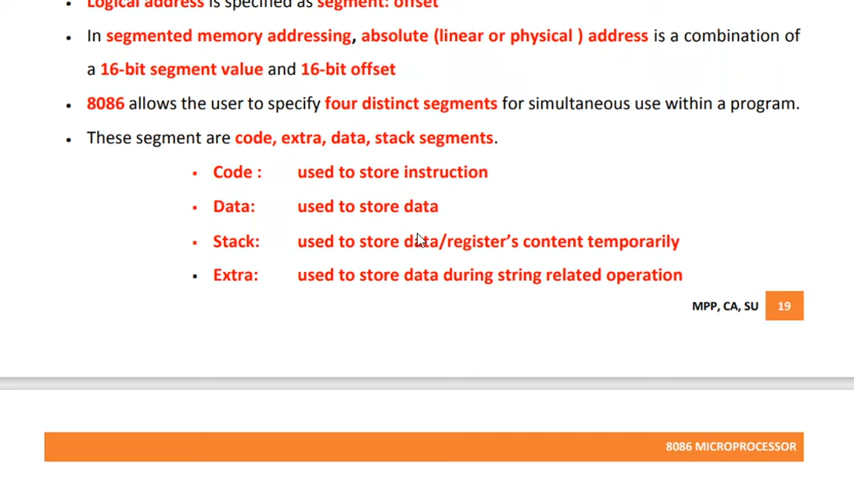 Logical address is specified as segment: offset
• In segmented memory addressing, absolute (linear or physical ) address is a combination of
a 16-bit segment value and 16-bit offset
• 8086 allows the user to specify four distinct segments for simultaneous use within a program.
• These segment are code, extra, data, stack segments.
▪ Code : used to store instruction
▪ Data: used to store data
▪ Stack: used to store data/register's content temporarily
▪ Extra: used to store data during string related operation
MPP, CA, SU 19
8086 MICROPROCESSOR